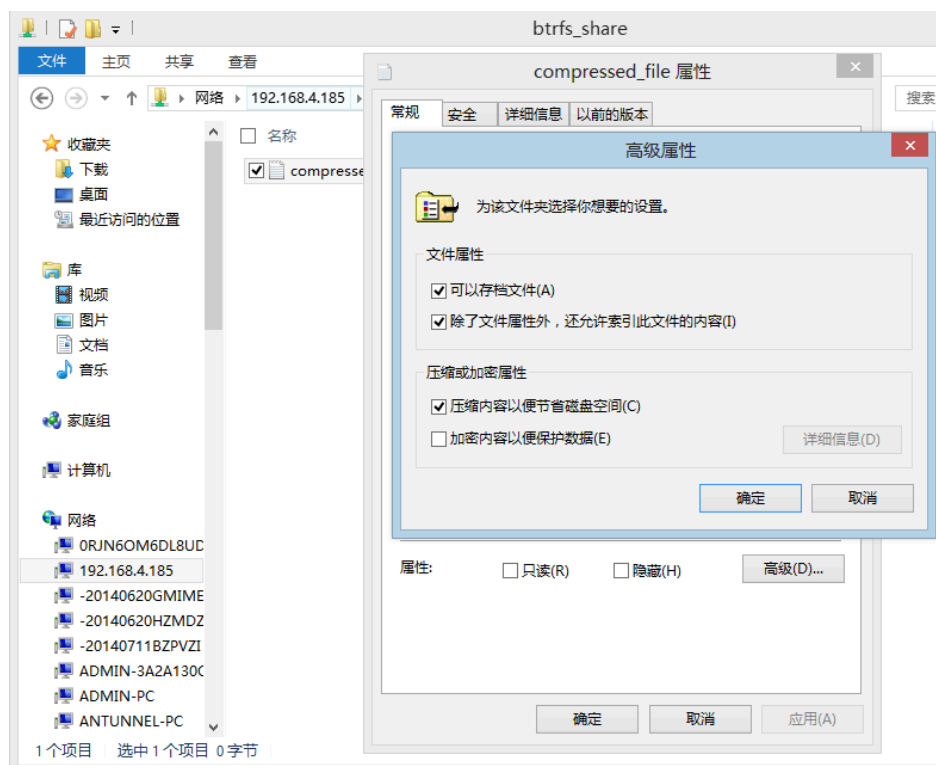 btrfs_share
文件 主页 共享 查看
网络 192.168.4.185
搜索
收藏夹
下载
桌面
最近访问的位置
库
视频
图片
文档
音乐
家庭组
计算机
网络
0RJN6OM6DL8UD
192.168.4.185
-20140620GMIME
-20140620HZMDZ
-20140711BZPVZI
ADMIN-3A2A130C
ADMIN-PC
ANTUNNEL-PC
1 个项目 选中 1 个项目 0 字节
名称
compresse
compressed_file 属性
常规 安全 详细信息 以前的版本
高级属性
为该文件夹选择你想要的设置。
文件属性
可以存档文件(A)
除了文件属性外，还允许索引此文件的内容(I)
压缩或加密属性
压缩内容以便节省磁盘空间(C)
加密内容以便保护数据(E)
详细信息(D)
确定 取消
属性: 只读(R) 隐藏(H) 高级(D)...
确定 取消 应用(A)